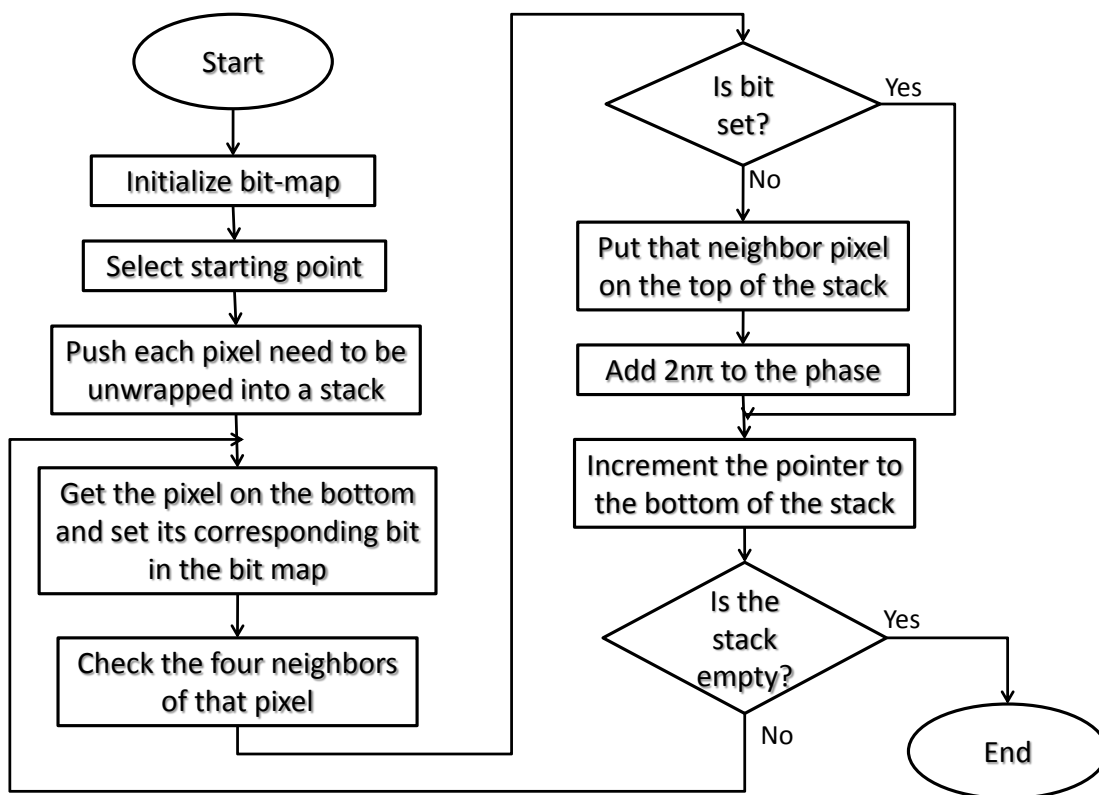 Start
Initialize bit-map
Select starting point
Push each pixel need to be
unwrapped into a stack
Get the pixel on the bottom
and set its corresponding bit
in the bit map
Check the four neighbors
of that pixel
Is bit
set?
Yes
No
Put that neighbor pixel
on the top of the stack
Add 2nπ to the phase
Increment the pointer to
the bottom of the stack
Is the
stack
empty?
Yes
No
End